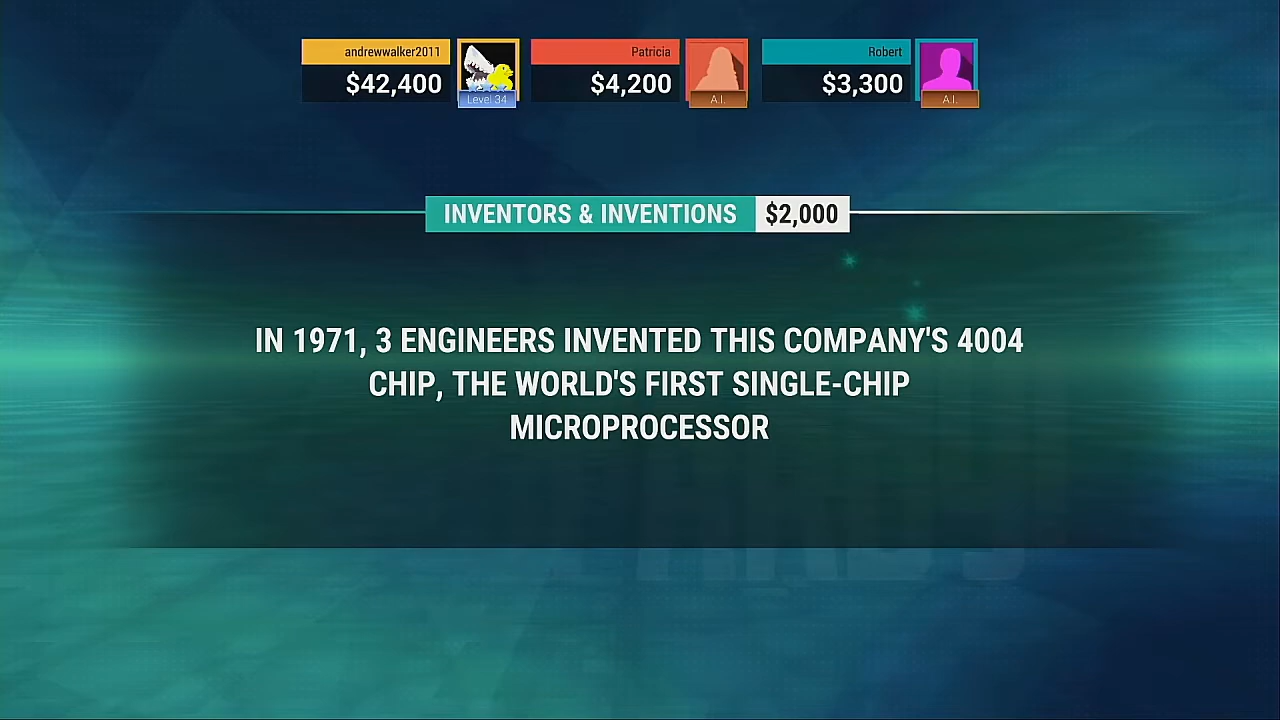 andrewwalker2011 Patricia Robert
$42,400 $4,200 $3,300
Level 34 A.I. A.I.
INVENTORS & INVENTIONS $2,000
IN 1971, 3 ENGINEERS INVENTED THIS COMPANY'S 4004
CHIP, THE WORLD'S FIRST SINGLE-CHIP
MICROPROCESSOR